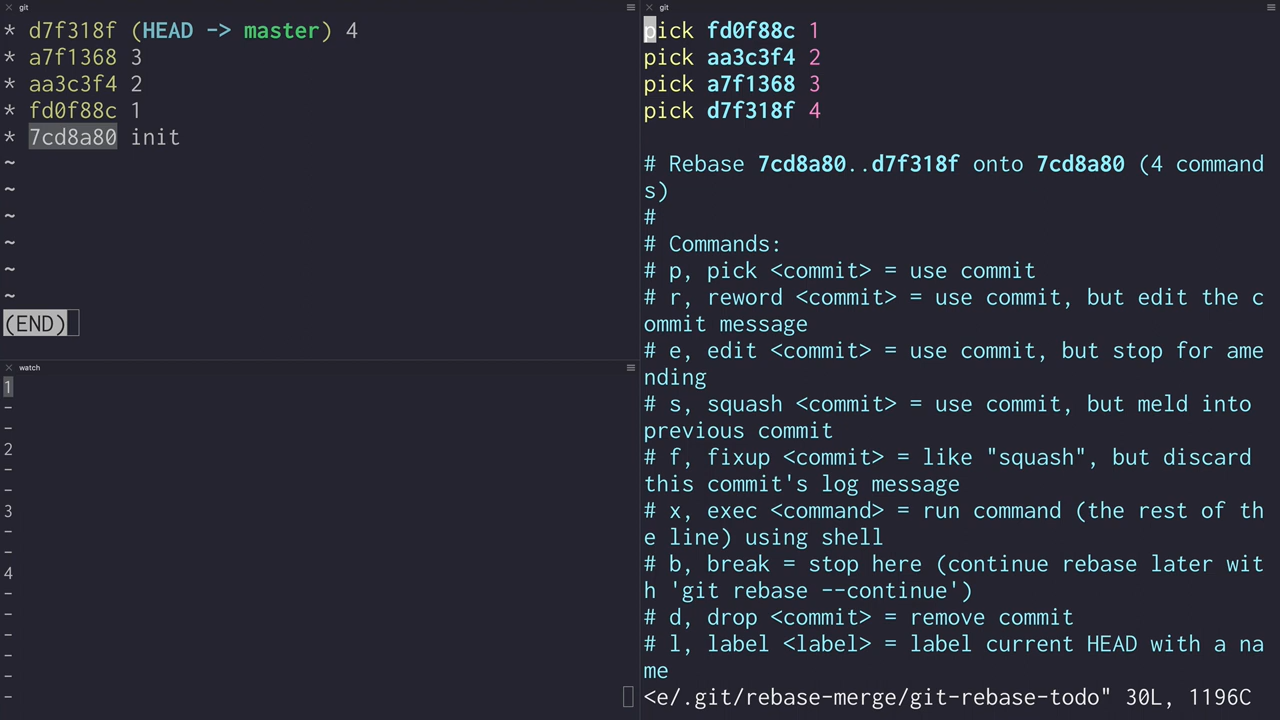 git
* d7f318f (HEAD -> master) 4
* a7f1368 3
* aa3c3f4 2
* fd0f88c 1
* 7cd8a80 init
~
~
~
~
~
~
(END)
watch
1
-
-
2
-
-
3
-
-
4
-
-
-
-
-
-
git
pick fd0f88c 1
pick aa3c3f4 2
pick a7f1368 3
pick d7f318f 4
# Rebase 7cd8a80..d7f318f onto 7cd8a80 (4 command
s)
#
# Commands:
# p, pick <commit> = use commit
# r, reword <commit> = use commit, but edit the c
ommit message
# e, edit <commit> = use commit, but stop for ame
nding
# s, squash <commit> = use commit, but meld into
previous commit
# f, fixup <commit> = like "squash", but discard
this commit's log message
# x, exec <command> = run command (the rest of th
e line) using shell
# b, break = stop here (continue rebase later wit
h 'git rebase --continue')
# d, drop <commit> = remove commit
# l, label <label> = label current HEAD with a na
me
<e/.git/rebase-merge/git-rebase-todo" 30L, 1196C